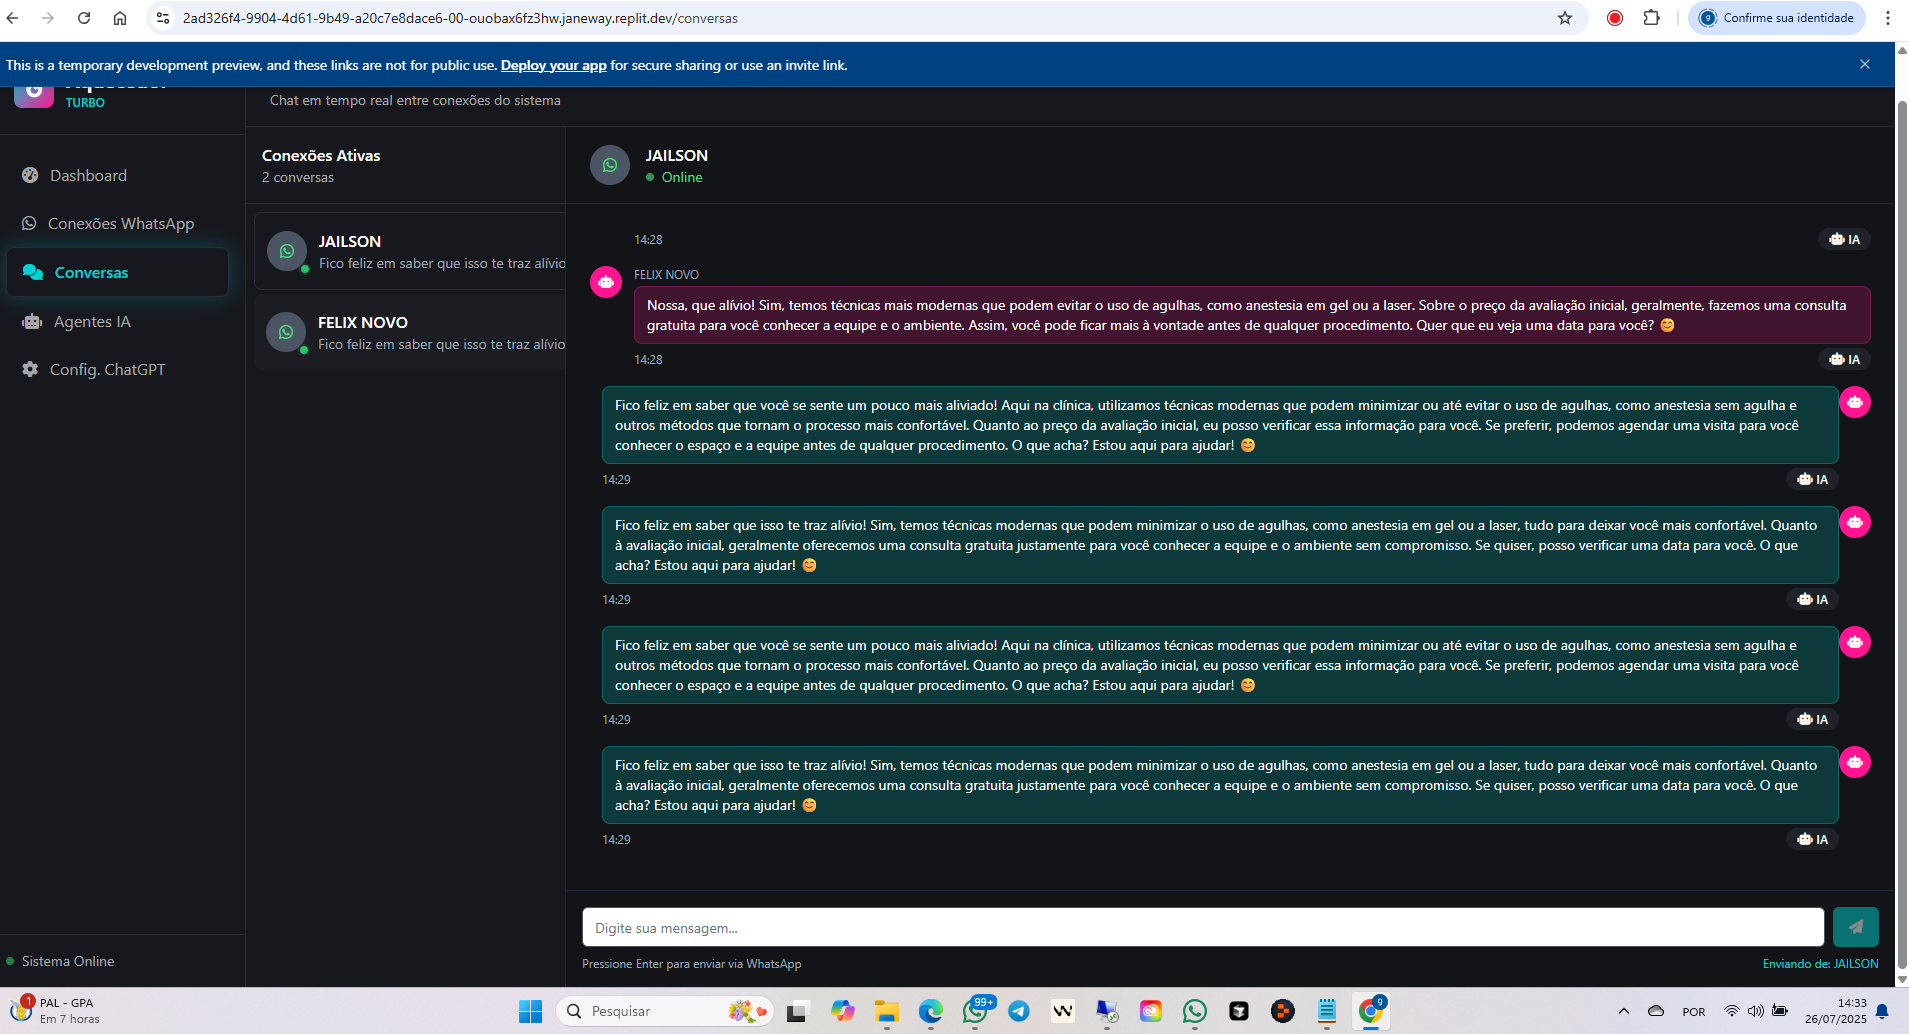 2ad326f4-9904-4d61-9b49-a20c7e8dace6-00-ouobax6fz3hw.janeway.replit.dev/conversas
Confirme sua identidade
This is a temporary development preview, and these links are not for public use. Deploy your app for secure sharing or use an invite link.
TURBO
Chat em tempo real entre conexões do sistema
Dashboard
Conexões WhatsApp
Conversas
Agentes IA
Config. ChatGPT
Sistema Online
Conexões Ativas
2 conversas
JAILSON
Fico feliz em saber que isso te traz alívio
FELIX NOVO
Fico feliz em saber que isso te traz alívio
JAILSON
Online
14:28
IA
FELIX NOVO
Nossa, que alívio! Sim, temos técnicas mais modernas que podem evitar o uso de agulhas, como anestesia em gel ou a laser. Sobre o preço da avaliação inicial, geralmente, fazemos uma consulta
gratuita para você conhecer a equipe e o ambiente. Assim, você pode ficar mais à vontade antes de qualquer procedimento. Quer que eu veja uma data para você? 😊
14:28
IA
Fico feliz em saber que você se sente um pouco mais aliviado! Aqui na clínica, utilizamos técnicas modernas que podem minimizar ou até evitar o uso de agulhas, como anestesia sem agulha e
outros métodos que tornam o processo mais confortável. Quanto ao preço da avaliação inicial, eu posso verificar essa informação para você. Se preferir, podemos agendar uma visita para você
conhecer o espaço e a equipe antes de qualquer procedimento. O que acha? Estou aqui para ajudar! 😊
14:29
IA
Fico feliz em saber que isso te traz alívio! Sim, temos técnicas modernas que podem minimizar o uso de agulhas, como anestesia em gel ou a laser, tudo para deixar você mais confortável. Quanto
à avaliação inicial, geralmente oferecemos uma consulta gratuita justamente para você conhecer a equipe e o ambiente sem compromisso. Se quiser, posso verificar uma data para você. O que
acha? Estou aqui para ajudar! 😊
14:29
IA
Fico feliz em saber que você se sente um pouco mais aliviado! Aqui na clínica, utilizamos técnicas modernas que podem minimizar ou até evitar o uso de agulhas, como anestesia sem agulha e
outros métodos que tornam o processo mais confortável. Quanto ao preço da avaliação inicial, eu posso verificar essa informação para você. Se preferir, podemos agendar uma visita para você
conhecer o espaço e a equipe antes de qualquer procedimento. O que acha? Estou aqui para ajudar! 😊
14:29
IA
Fico feliz em saber que isso te traz alívio! Sim, temos técnicas modernas que podem minimizar o uso de agulhas, como anestesia em gel ou a laser, tudo para deixar você mais confortável. Quanto
à avaliação inicial, geralmente oferecemos uma consulta gratuita justamente para você conhecer a equipe e o ambiente sem compromisso. Se quiser, posso verificar uma data para você. O que
acha? Estou aqui para ajudar! 😊
14:29
IA
Digite sua mensagem...
Pressione Enter para enviar via WhatsApp
Enviando de: JAILSON
1
PAL - GPA
Em 7 horas
Pesquisar
99+
9
POR
14:33
26/07/2025